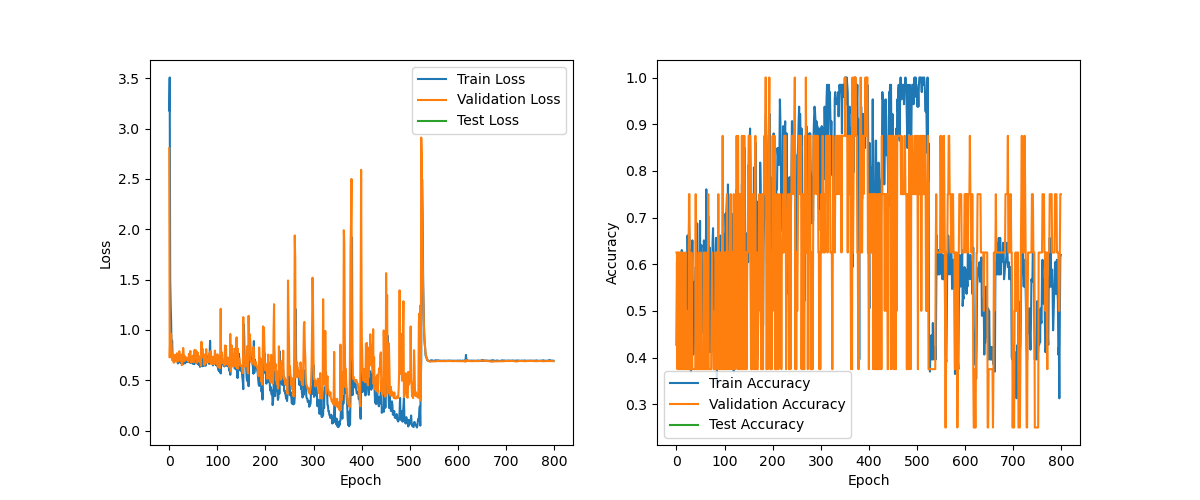 Train Loss
Validation Loss
Test Loss
3.5
3.0
2.5
2.0
1.5
1.0
0.5
0.0
Loss
0 100 200 300 400 500 600 700 800
Epoch
1.0
0.9
0.8
0.7
0.6
0.5
0.4
0.3
Accuracy
Train Accuracy
Validation Accuracy
Test Accuracy
0 100 200 300 400 500 600 700 800
Epoch